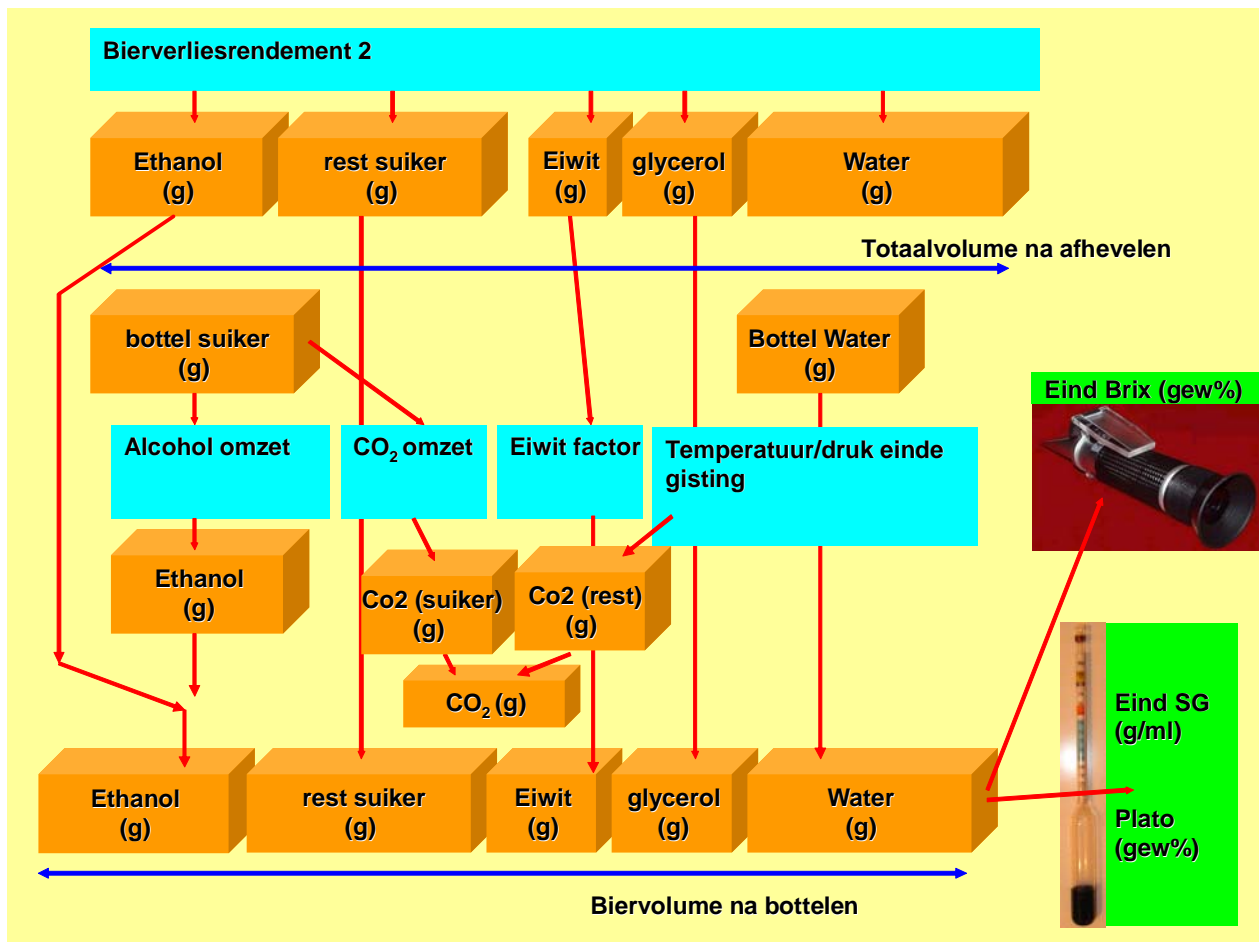 Bierverliesrendement 2
Ethanol
(g)
rest suiker
(g)
Eiwit
(g)
glycerol
(g)
Water
(g)
Totaalvolume na afhevelen
bottel suiker
(g)
Bottel Water
(g)
Eind Brix (gew%)
Alcohol omzet
CO₂ omzet
Eiwit factor
Temperatuur/druk einde
gisting
Ethanol
(g)
Co2 (suiker)
(g)
Co2 (rest)
(g)
CO₂ (g)
Eind SG
(g/ml)
Plato
(gew%)
Ethanol
(g)
rest suiker
(g)
Eiwit
(g)
glycerol
(g)
Water
(g)
Biervolume na bottelen